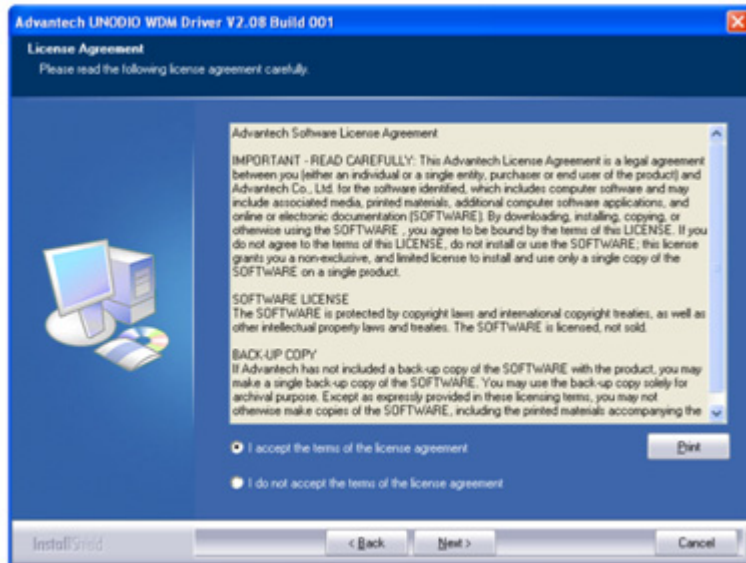 Advantech UNODIO WDM Driver V2.08 Build 001
License Agreement
Please read the following license agreement carefully.
Advantech Software License Agreement
IMPORTANT - READ CAREFULLY: This Advantech License Agreement is a legal agreement
between you (either an individual or a single entity, purchaser or end user of the product) and
Advantech Co., Ltd. for the software identified, which includes computer software and may
include associated media, printed materials, additional computer software applications, and
online or electronic documentation (SOFTWARE). By downloading, installing, copying, or
otherwise using the SOFTWARE , you agree to be bound by the terms of this LICENSE. If you
do not agree to the terms of this LICENSE, do not install or use the SOFTWARE; this license
grants you a non-exclusive, and limited license to install and use only a single copy of the
SOFTWARE on a single product.
SOFTWARE LICENSE
The SOFTWARE is protected by copyright laws and international copyright treaties, as well as
other intellectual property laws and treaties. The SOFTWARE is licensed, not sold.
BACK-UP COPY
If Advantech has not included a back-up copy of the SOFTWARE with the product, you may
make a single back-up copy of the SOFTWARE. You may use the back-up copy solely for
archival purpose. Except as expressly provided in these licensing terms, you may not
otherwise make copies of the SOFTWARE, including the printed materials accompanying the
I accept the terms of the license agreement
Print
I do not accept the terms of the license agreement
InstallShield
< Back
Next >
Cancel